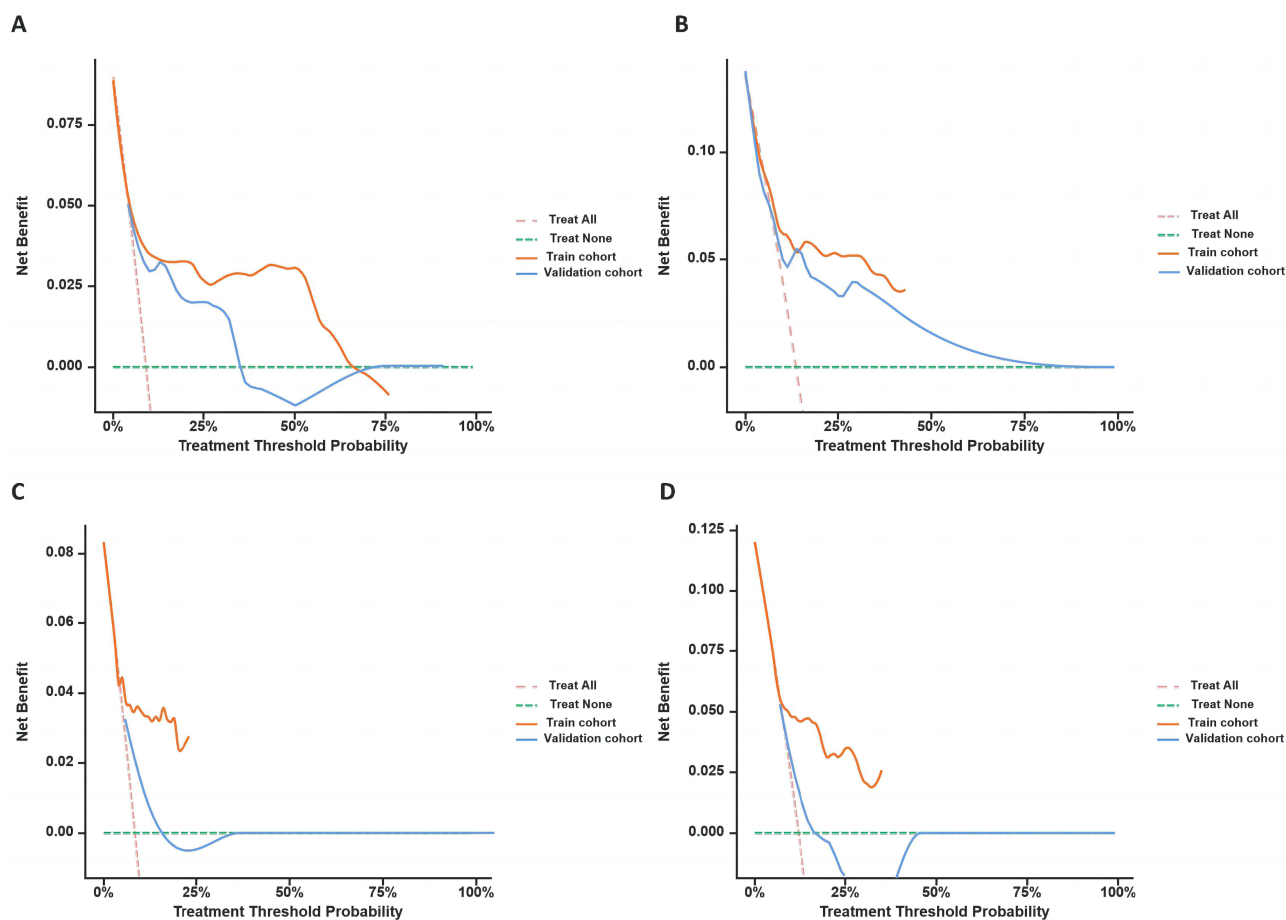 A
0.075
0.050
0.025
0.000
Net Benefit
0% 25% 50% 75% 100%
Treatment Threshold Probability
Treat All
Treat None
Train cohort
Validation cohort
B
0.10
0.05
0.00
Net Benefit
0% 25% 50% 75% 100%
Treatment Threshold Probability
Treat All
Treat None
Train cohort
Validation cohort
C
0.08
0.06
0.04
0.02
0.00
Net Benefit
0% 25% 50% 75% 100%
Treatment Threshold Probability
Treat All
Treat None
Train cohort
Validation cohort
D
0.125
0.100
0.075
0.050
0.025
0.000
Net Benefit
0% 25% 50% 75% 100%
Treatment Threshold Probability
Treat All
Treat None
Train cohort
Validation cohort